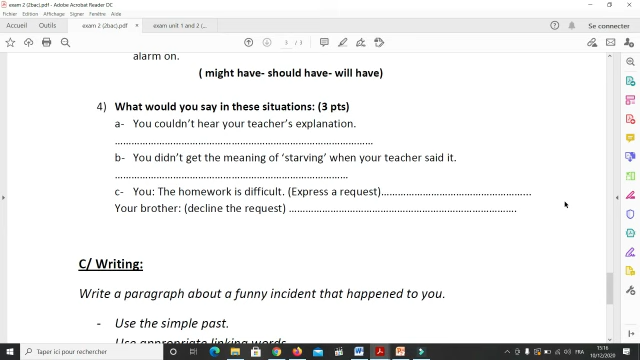 exam 2 (2bac).pdf - Adobe Acrobat Reader DC
Fichier Edition Affichage Signer Fenêtre Aide
Accueil Outils exam 2 (2bac).pdf × exam unit 1 and 2 (... Se connecter
3 / 3
alarm on.
( might have- should have- will have)
4) What would you say in these situations: (3 pts)
a- You couldn't hear your teacher's explanation.
……………………………………………………………………………………
b- You didn't get the meaning of 'starving' when your teacher said it.
……………………………………………………………………………
c- You: The homework is difficult. (Express a request)……………………………………………..
Your brother: (decline the request) ……………………………………………………………………….
C/ Writing:
Write a paragraph about a funny incident that happened to you.
- Use the simple past.
Use appropriate linking words.
Taper ici pour rechercher FRA 15:16
10/12/2020